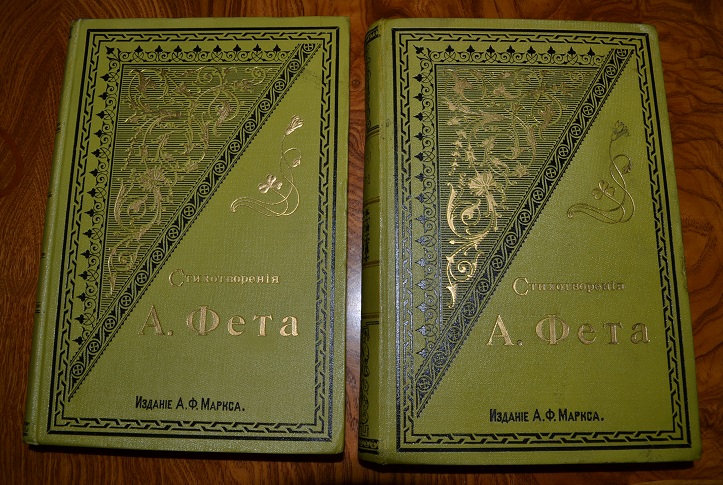 Стихотворенія
А. Фета
Изданіе А.Ф. Маркса.
Стихотворенія
А. Фета
Изданіе А.Ф. Маркса.